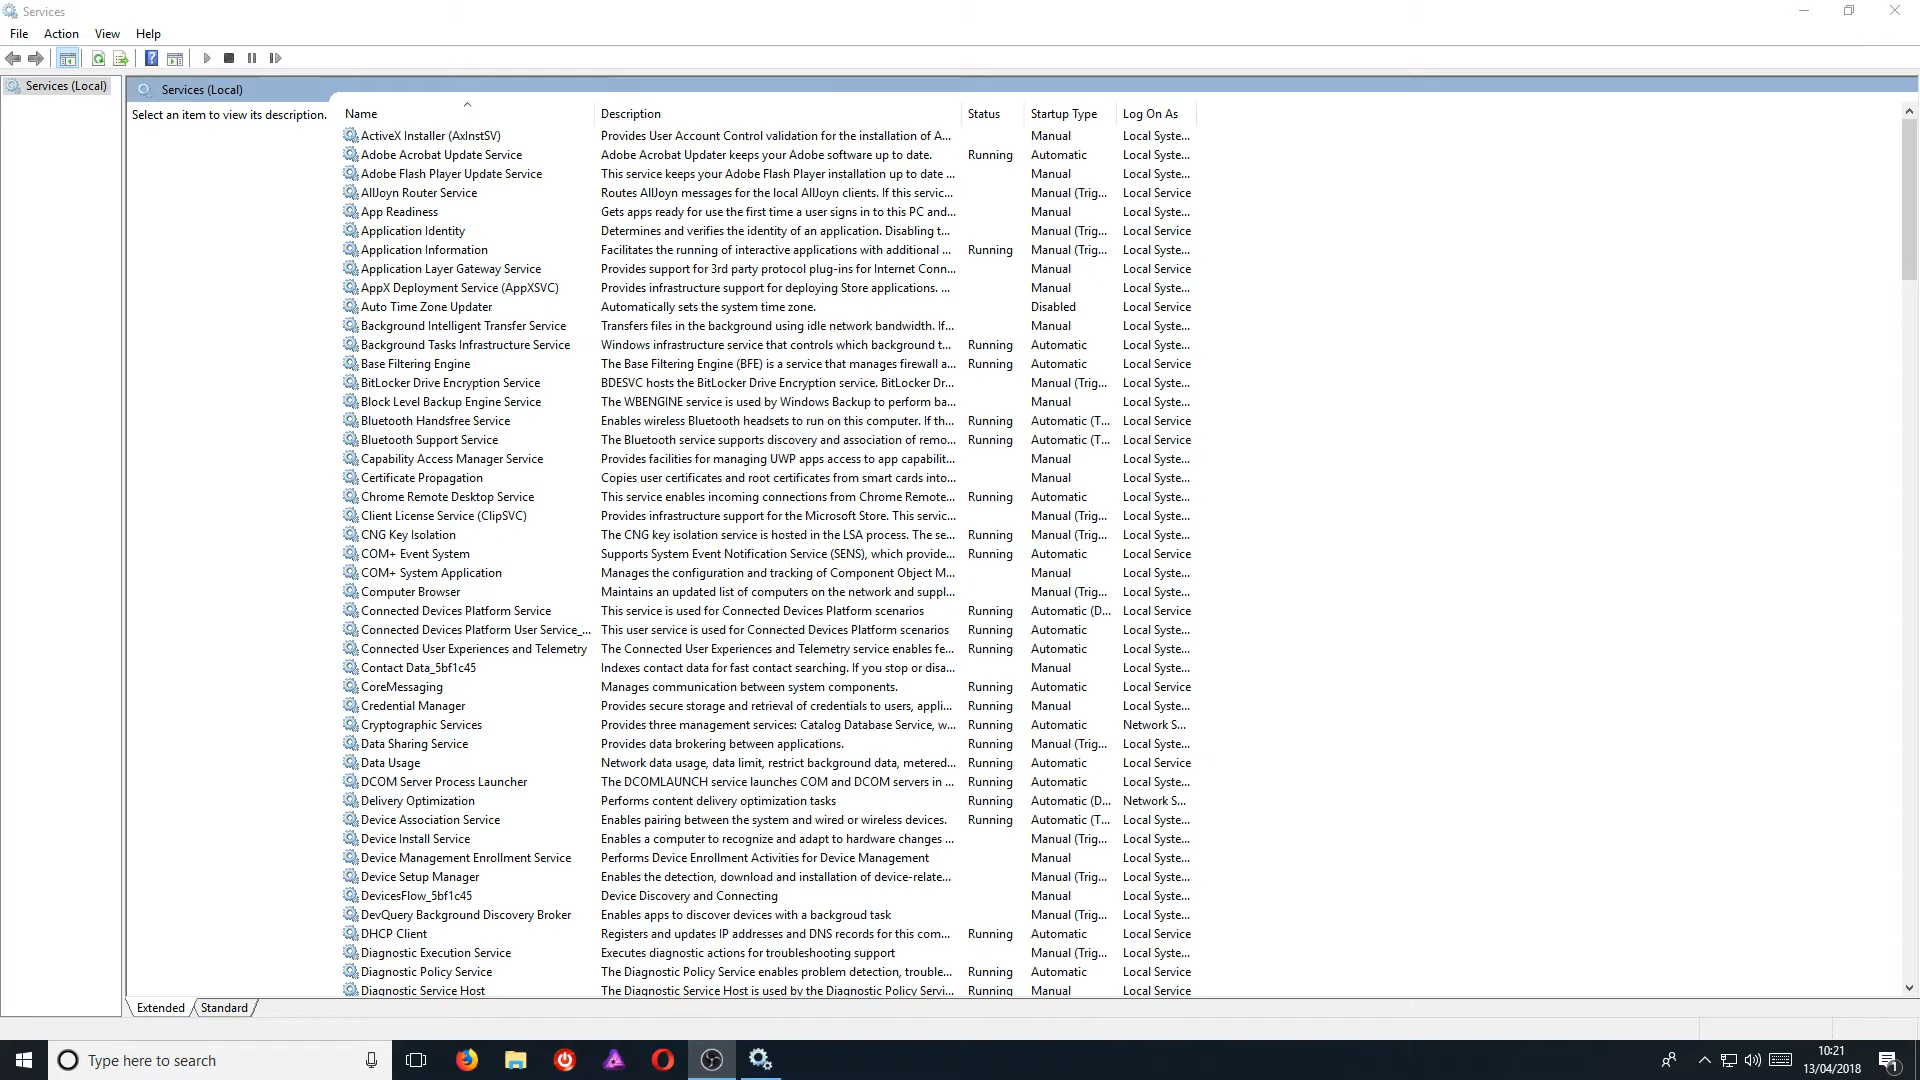 Services
File Action View Help
Services (Local)
Services (Local)
Select an item to view its description.
Name Description Status Startup Type Log On As
ActiveX Installer (AxInstSV) Provides User Account Control validation for the installation of A... Manual Local Syste...
Adobe Acrobat Update Service Adobe Acrobat Updater keeps your Adobe software up to date. Running Automatic Local Syste...
Adobe Flash Player Update Service This service keeps your Adobe Flash Player installation up to date ... Manual Local Syste...
AllJoyn Router Service Routes AllJoyn messages for the local AllJoyn clients. If this servic... Manual (Trig... Local Service
App Readiness Gets apps ready for use the first time a user signs in to this PC and... Manual Local Syste...
Application Identity Determines and verifies the identity of an application. Disabling t... Manual (Trig... Local Service
Application Information Facilitates the running of interactive applications with additional ... Running Manual (Trig... Local Syste...
Application Layer Gateway Service Provides support for 3rd party protocol plug-ins for Internet Conn... Manual Local Service
AppX Deployment Service (AppXSVC) Provides infrastructure support for deploying Store applications. ... Manual Local Syste...
Auto Time Zone Updater Automatically sets the system time zone. Disabled Local Service
Background Intelligent Transfer Service Transfers files in the background using idle network bandwidth. If... Manual Local Syste...
Background Tasks Infrastructure Service Windows infrastructure service that controls which background t... Running Automatic Local Syste...
Base Filtering Engine The Base Filtering Engine (BFE) is a service that manages firewall a... Running Automatic Local Service
BitLocker Drive Encryption Service BDESVC hosts the BitLocker Drive Encryption service. BitLocker Dr... Manual (Trig... Local Syste...
Block Level Backup Engine Service The WBENGINE service is used by Windows Backup to perform ba... Manual Local Syste...
Bluetooth Handsfree Service Enables wireless Bluetooth headsets to run on this computer. If th... Running Automatic (T... Local Service
Bluetooth Support Service The Bluetooth service supports discovery and association of remo... Running Automatic (T... Local Service
Capability Access Manager Service Provides facilities for managing UWP apps access to app capabilit... Manual Local Syste...
Certificate Propagation Copies user certificates and root certificates from smart cards into... Manual Local Syste...
Chrome Remote Desktop Service This service enables incoming connections from Chrome Remote... Running Automatic Local Syste...
Client License Service (ClipSVC) Provides infrastructure support for the Microsoft Store. This servic... Manual (Trig... Local Syste...
CNG Key Isolation The CNG key isolation service is hosted in the LSA process. The se... Running Manual (Trig... Local Syste...
COM+ Event System Supports System Event Notification Service (SENS), which provide... Running Automatic Local Service
COM+ System Application Manages the configuration and tracking of Component Object M... Manual Local Syste...
Computer Browser Maintains an updated list of computers on the network and suppl... Manual (Trig... Local Syste...
Connected Devices Platform Service This service is used for Connected Devices Platform scenarios Running Automatic (D... Local Service
Connected Devices Platform User Service_... This user service is used for Connected Devices Platform scenarios Running Automatic Local Syste...
Connected User Experiences and Telemetry The Connected User Experiences and Telemetry service enables fe... Running Automatic Local Syste...
Contact Data_5bf1c45 Indexes contact data for fast contact searching. If you stop or disa... Manual Local Syste...
CoreMessaging Manages communication between system components. Running Automatic Local Service
Credential Manager Provides secure storage and retrieval of credentials to users, appli... Running Manual Local Syste...
Cryptographic Services Provides three management services: Catalog Database Service, w... Running Automatic Network S...
Data Sharing Service Provides data brokering between applications. Running Manual (Trig... Local Syste...
Data Usage Network data usage, data limit, restrict background data, metered... Running Automatic Local Service
DCOM Server Process Launcher The DCOMLAUNCH service launches COM and DCOM servers in ... Running Automatic Local Syste...
Delivery Optimization Performs content delivery optimization tasks Running Automatic (D... Network S...
Device Association Service Enables pairing between the system and wired or wireless devices. Running Automatic (T... Local Syste...
Device Install Service Enables a computer to recognize and adapt to hardware changes ... Manual (Trig... Local Syste...
Device Management Enrollment Service Performs Device Enrollment Activities for Device Management Manual Local Syste...
Device Setup Manager Enables the detection, download and installation of device-relate... Manual (Trig... Local Syste...
DevicesFlow_5bf1c45 Device Discovery and Connecting Manual Local Syste...
DevQuery Background Discovery Broker Enables apps to discover devices with a backgroud task Manual (Trig... Local Syste...
DHCP Client Registers and updates IP addresses and DNS records for this com... Running Automatic Local Service
Diagnostic Execution Service Executes diagnostic actions for troubleshooting support Manual (Trig... Local Syste...
Diagnostic Policy Service The Diagnostic Policy Service enables problem detection, trouble... Running Automatic Local Service
Diagnostic Service Host The Diagnostic Service Host is used by the Diagnostic Policy Servi... Running Manual Local Service
Extended Standard
Type here to search
10:21
13/04/2018
1